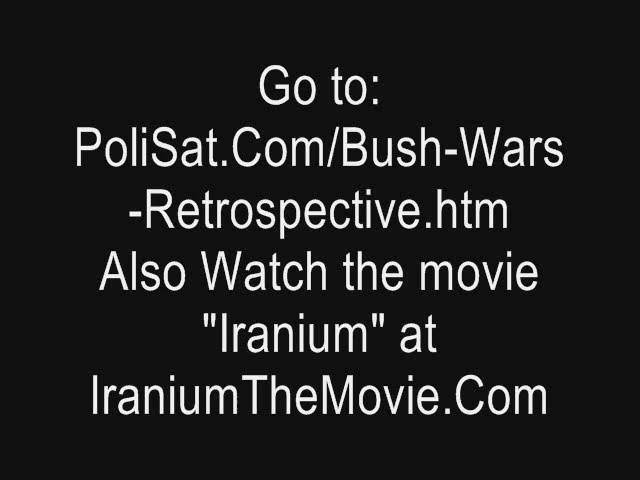 Go to:
PoliSat.Com/Bush-Wars
-Retrospective.htm
Also Watch the movie
"Iranium" at
IraniumTheMovie.Com